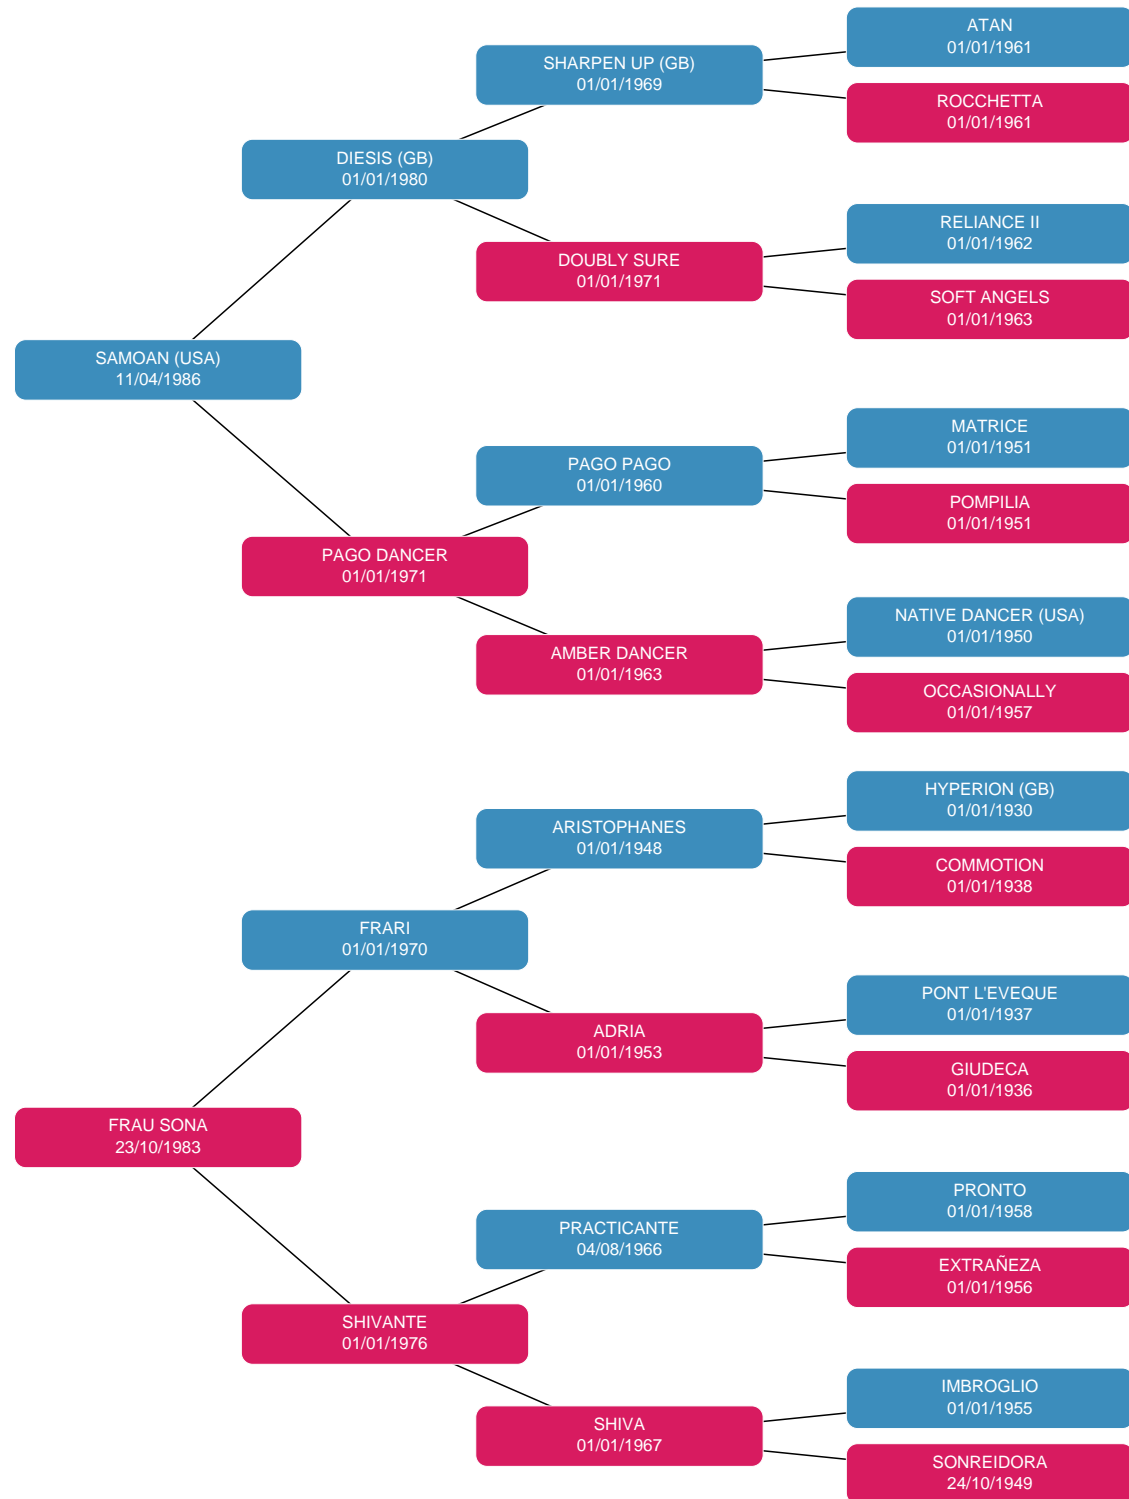 ATAN
01/01/1961
SHARPEN UP (GB)
01/01/1969
ROCCHETTA
01/01/1961
DIESIS (GB)
01/01/1980
RELIANCE II
01/01/1962
DOUBLY SURE
01/01/1971
SOFT ANGELS
01/01/1963
SAMOAN (USA)
11/04/1986
MATRICE
01/01/1951
PAGO PAGO
01/01/1960
POMPILIA
01/01/1951
PAGO DANCER
01/01/1971
NATIVE DANCER (USA)
01/01/1950
AMBER DANCER
01/01/1963
OCCASIONALLY
01/01/1957
HYPERION (GB)
01/01/1930
ARISTOPHANES
01/01/1948
COMMOTION
01/01/1938
FRARI
01/01/1970
PONT L'EVEQUE
01/01/1937
ADRIA
01/01/1953
GIUDECA
01/01/1936
FRAU SONA
23/10/1983
PRONTO
01/01/1958
PRACTICANTE
04/08/1966
EXTRAÑEZA
01/01/1956
SHIVANTE
01/01/1976
IMBROGLIO
01/01/1955
SHIVA
01/01/1967
SONREIDORA
24/10/1949